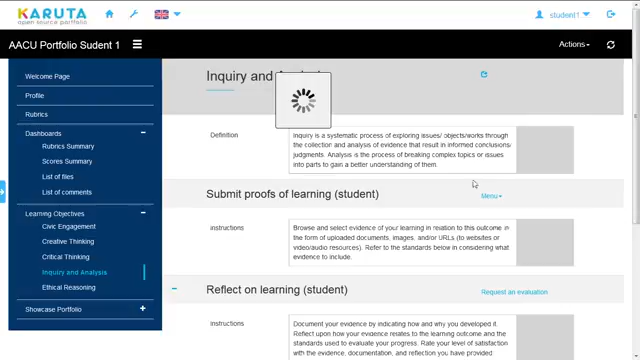 KARUTA
open source portfolio
student1
AACU Portfolio Sudent 1
Actions
Welcome Page
Profile
Rubrics
Dashboards
Rubrics Summary
Scores Summary
List of files
List of comments
Learning Objectives
Civic Engagement
Creative Thinking
Critical Thinking
Inquiry and Analysis
Ethical Reasoning
Showcase Portfolio
Inquiry and
Definition
Inquiry is a systematic process of exploring issues/ objects/works through
the collection and analysis of evidence that result in informed conclusions/
judgments. Analysis is the process of breaking complex topics or issues
into parts to gain a better understanding of them.
Submit proofs of learning (student)
Menu
instructions
Browse and select evidence of your learning in relation to this outcome in
the form of uploaded documents, images, and/or URLs (to websites or
video/audio resources). Refer to the standards below in considering what
evidence to include.
Reflect on learning (student)
Request an evaluation
instructions
Document your evidence by indicating how and why you developed it.
Reflect upon how your evidence relates to the learning outcome and the
standards used to evaluate your progress. Rate your level of satisfaction
with the evidence, documentation, and reflection you have provided